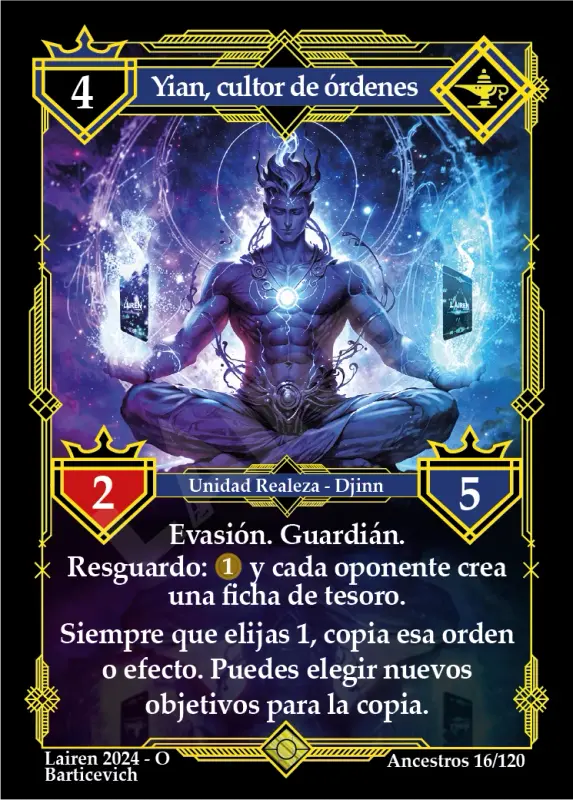 4
Yian, cultor de órdenes
LAIREN
LAIREN
2
Unidad Realeza - Djinn
5
Evasión. Guardián.
Resguardo: 1 y cada oponente crea
una ficha de tesoro.
Siempre que elijas 1, copia esa orden
o efecto. Puedes elegir nuevos
objetivos para la copia.
Lairen 2024 - O
Barticevich
Ancestros 16/120